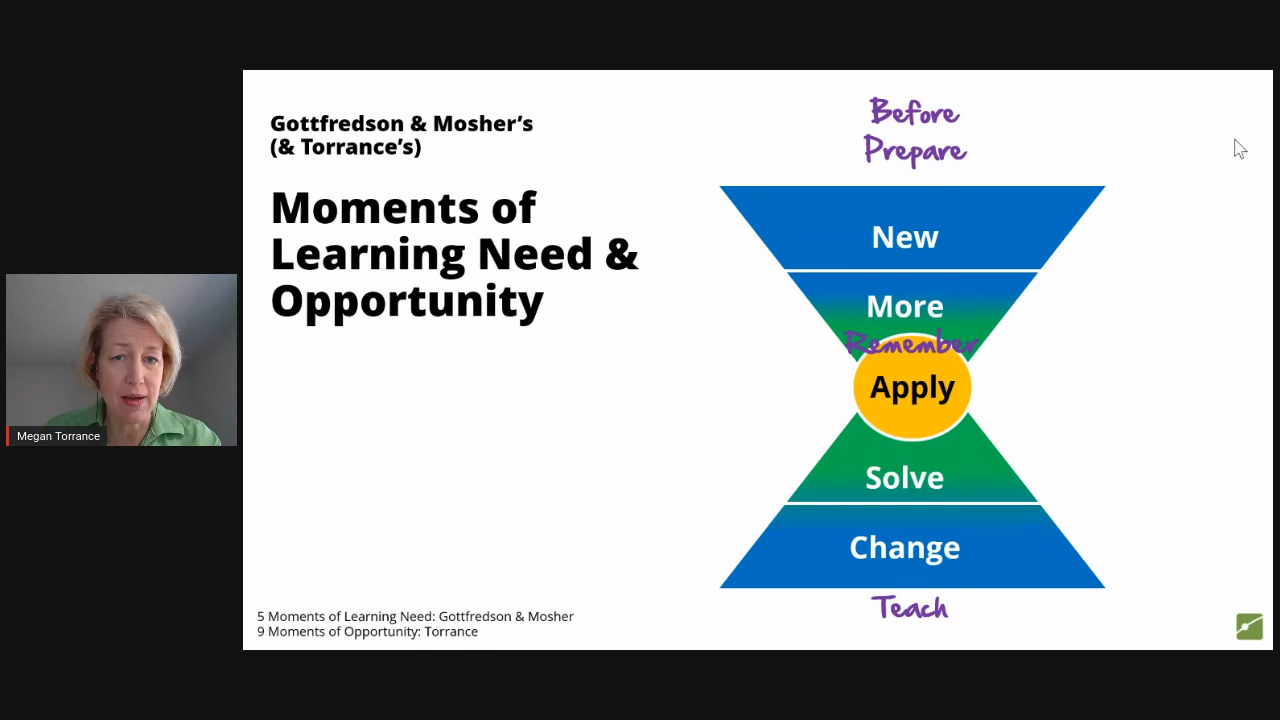 Gottfredson & Mosher's
(& Torrance's)
Moments of
Learning Need &
Opportunity
Before
Prepare
New
More
Remember
Apply
Solve
Change
Teach
Megan Torrance
5 Moments of Learning Need: Gottfredson & Mosher
9 Moments of Opportunity: Torrance